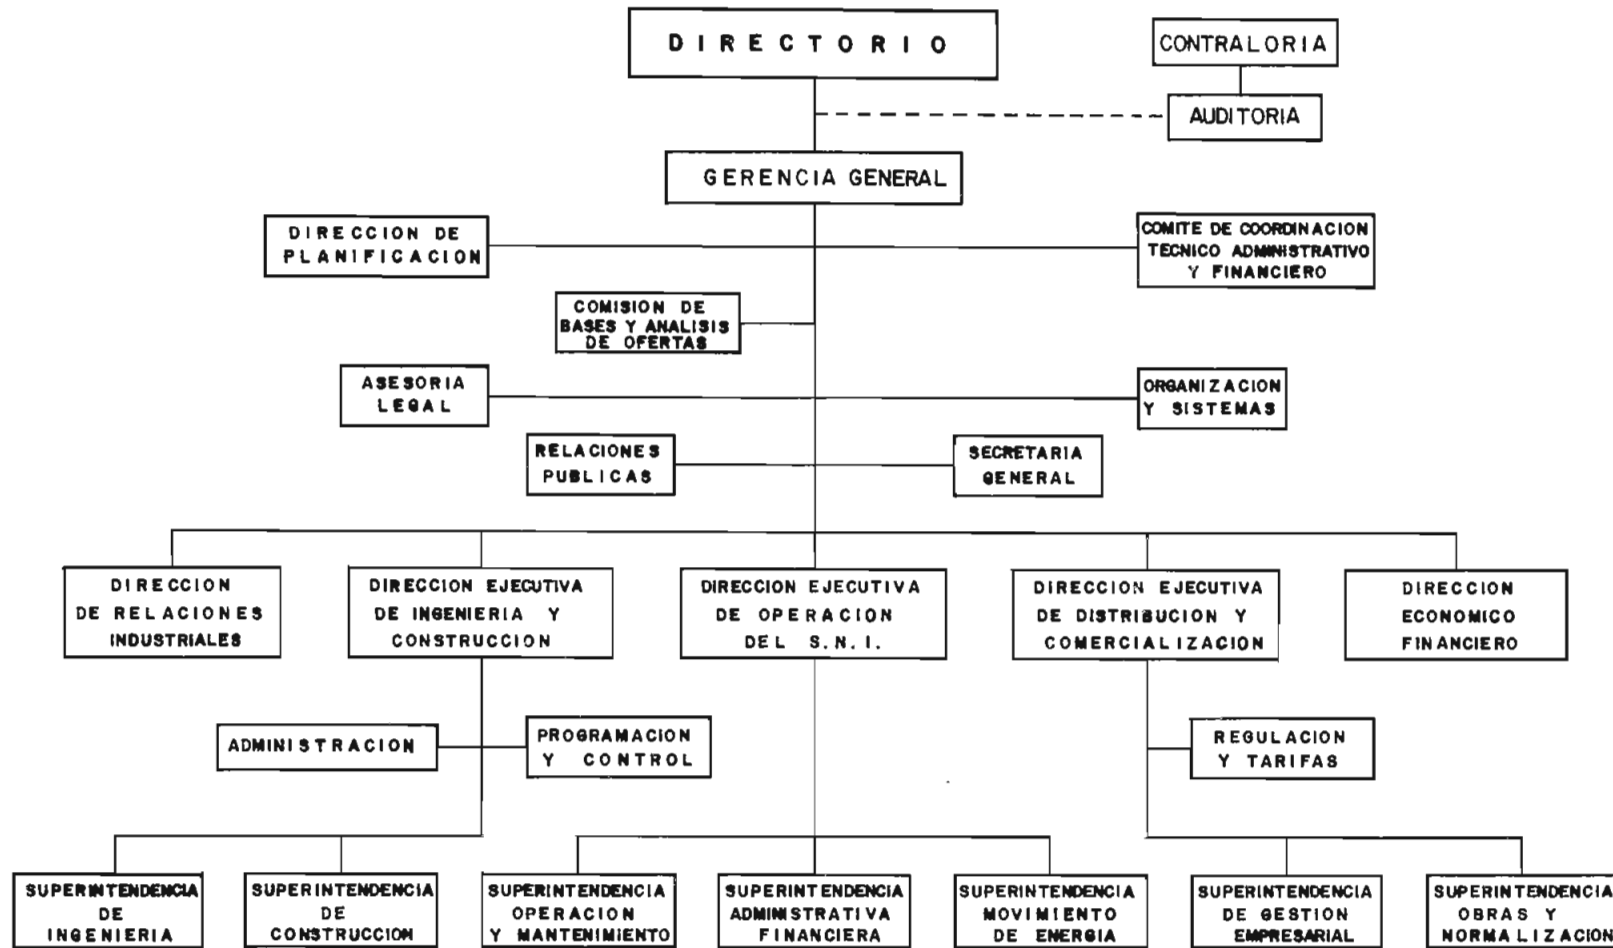 DIRECTORIO
CONTRALORIA
AUDITORIA
GERENCIA GENERAL
DIRECCION DE
PLANIFICACION
COMITE DE COORDINACION
TECNICO ADMINISTRATIVO
Y FINANCIERO
COMISION DE
BASES Y ANALISIS
DE OFERTAS
ASESORIA
LEGAL
ORGANIZACION
Y SISTEMAS
RELACIONES
PUBLICAS
SECRETARIA
GENERAL
DIRECCION
DE RELACIONES
INDUSTRIALES
DIRECCION EJECUTIVA
DE INGENIERIA Y
CONSTRUCCION
DIRECCION EJECUTIVA
DE OPERACION
DEL S.N.I.
DIRECCION EJECUTIVA
DE DISTRIBUCION Y
COMERCIALIZACION
DIRECCION
ECONOMICO
FINANCIERO
ADMINISTRACION
PROGRAMACION
Y CONTROL
REGULACION
Y TARIFAS
SUPERINTENDENCIA
DE
INGENIERIA
SUPERINTENDENCIA
DE
CONSTRUCCION
SUPERINTENDENCIA
OPERACION
Y MANTENIMIENTO
SUPERINTENDENCIA
ADMINISTRATIVA
FINANCIERA
SUPERINTENDENCIA
MOVIMIENTO
DE ENERGIA
SUPERINTENDENCIA
DE GESTION
EMPRESARIAL
SUPERINTENDENCIA
OBRAS Y
NORMALIZACION